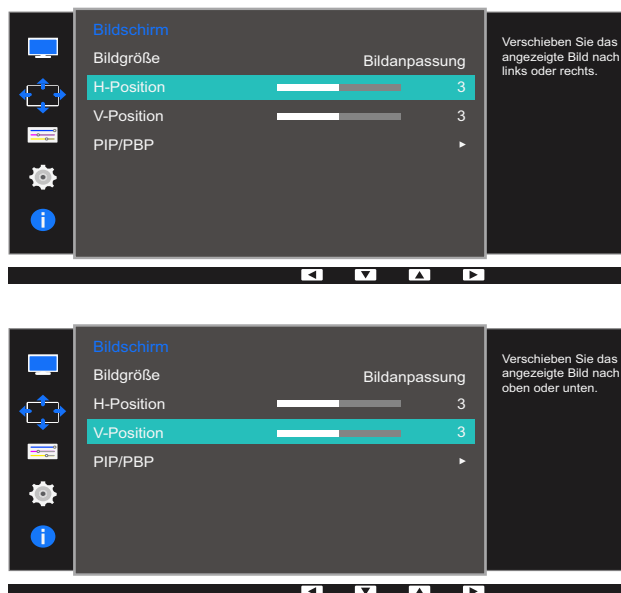 Bildschirm
Bildgröße Bildanpassung
H-Position 3
V-Position 3
PIP/PBP ►
Verschieben Sie das
angezeigte Bild nach
links oder rechts.
Bildschirm
Bildgröße Bildanpassung
H-Position 3
V-Position 3
PIP/PBP ►
Verschieben Sie das
angezeigte Bild nach
oben oder unten.